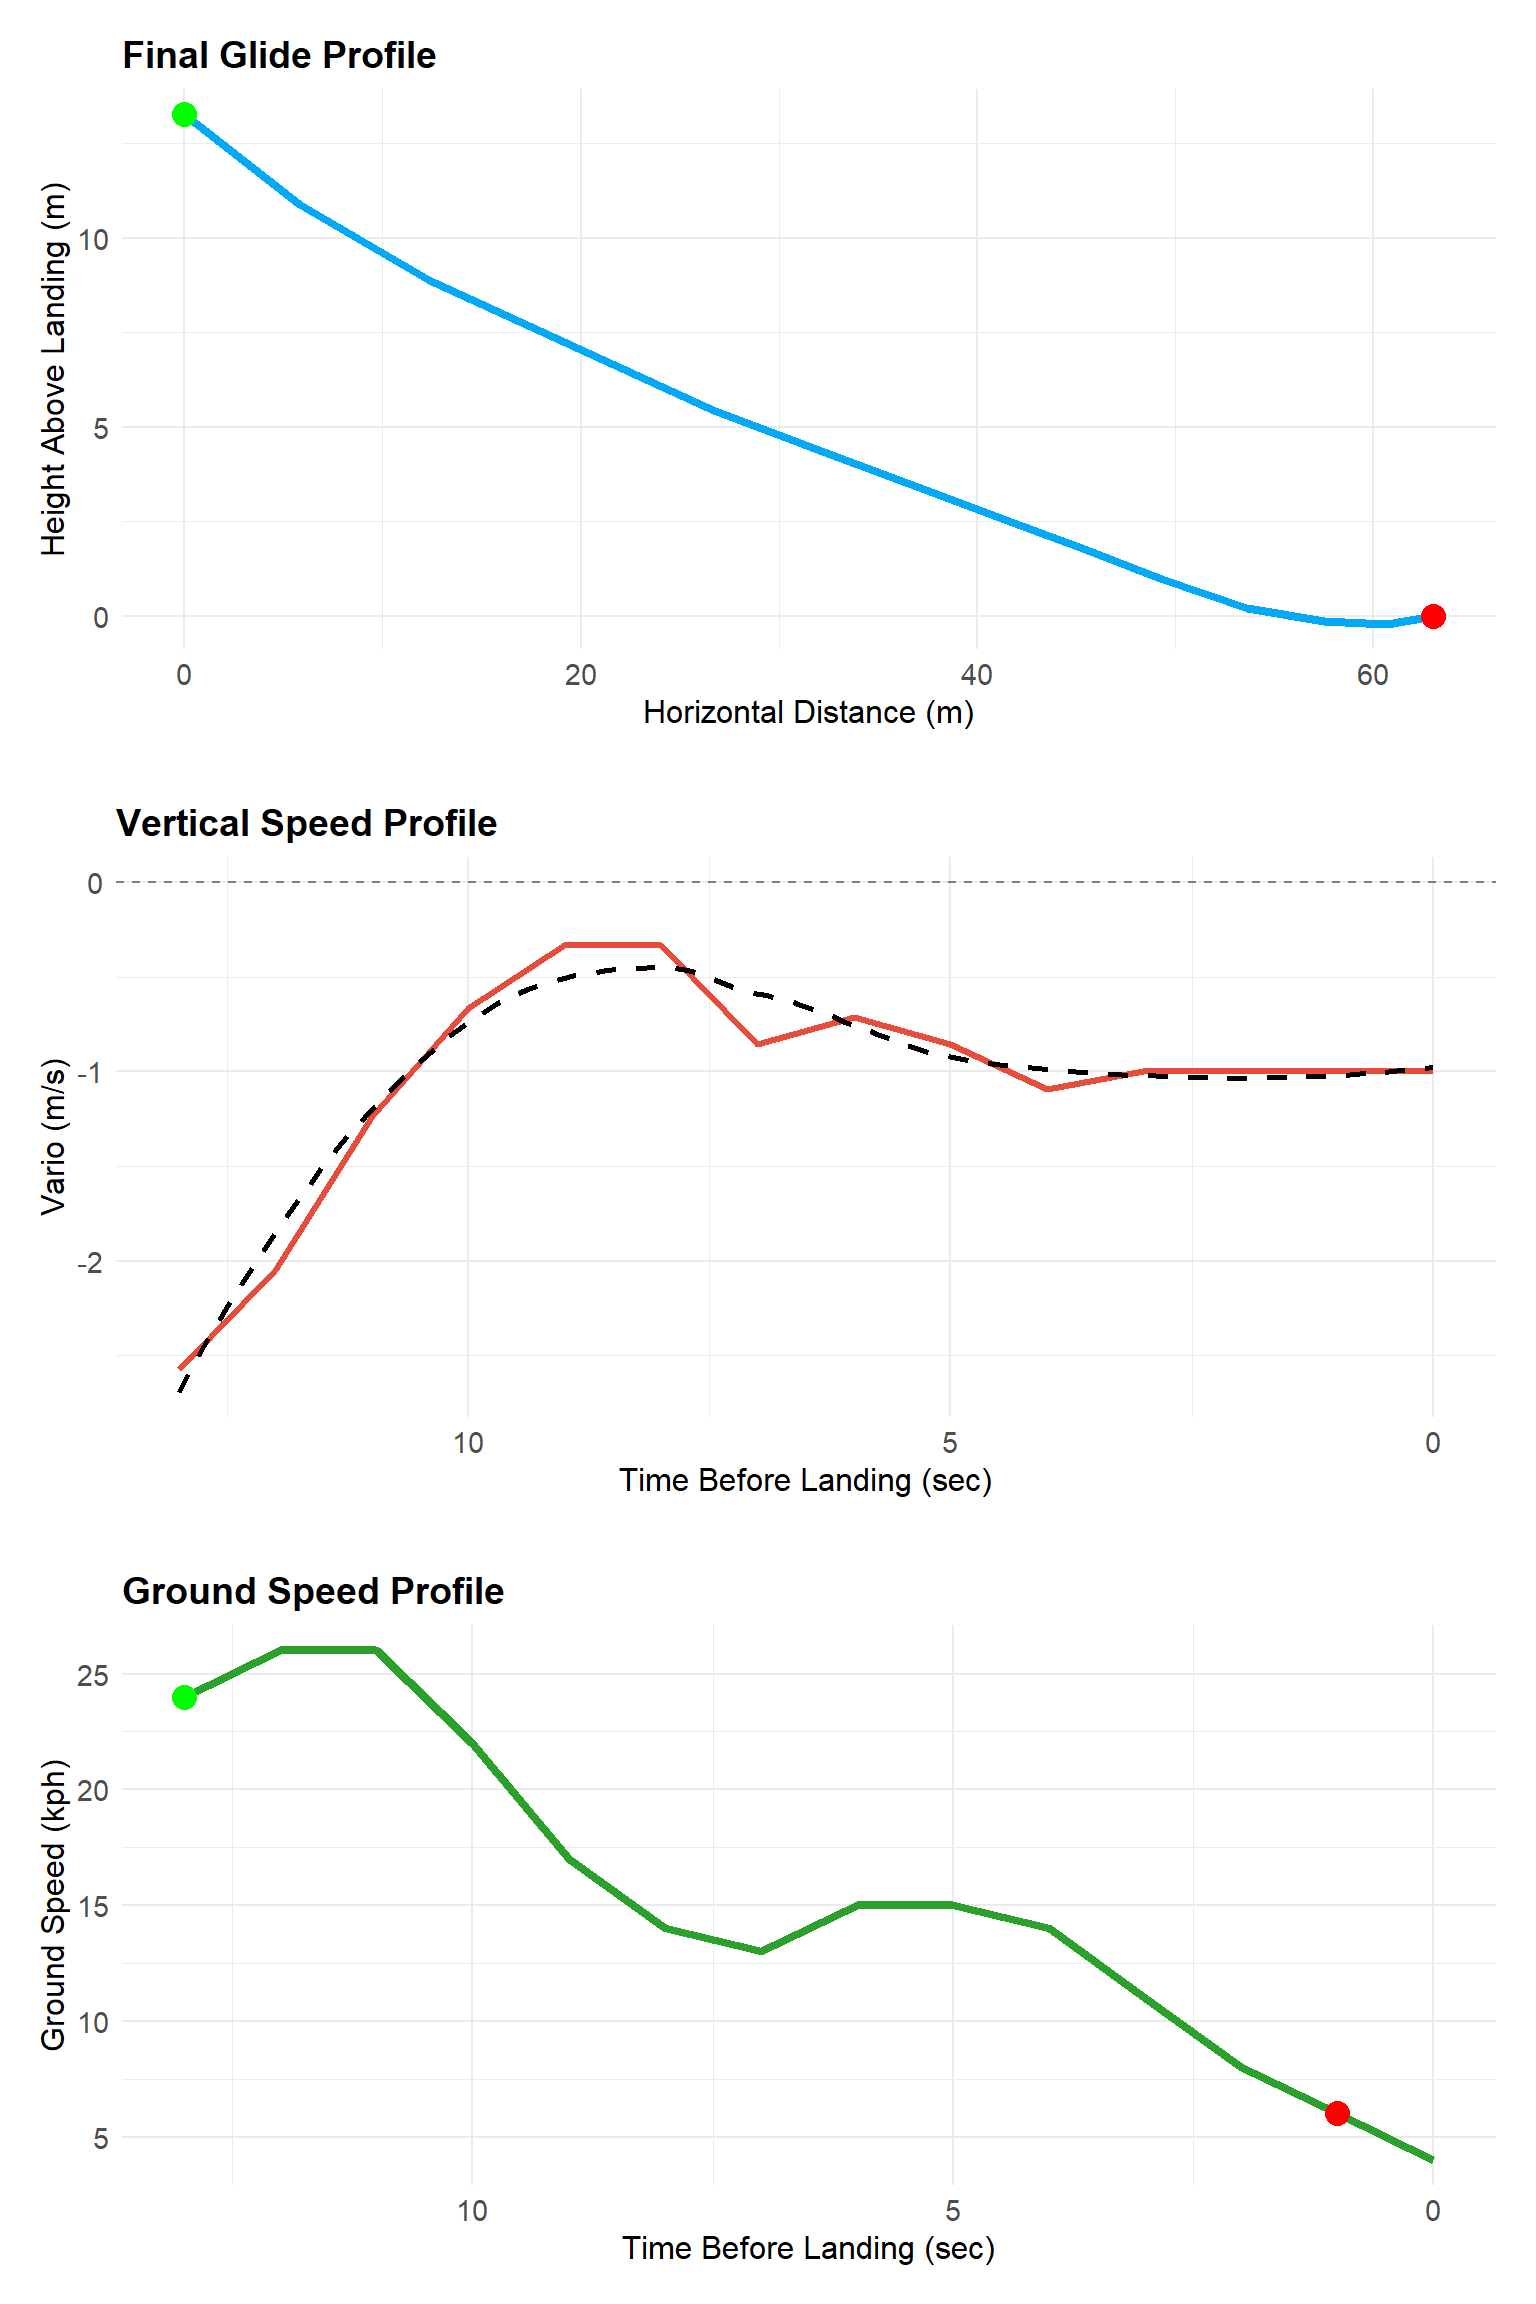 Final Glide Profile
Height Above Landing (m)
10
5
0
0 20 40 60
Horizontal Distance (m)
Vertical Speed Profile
Vario (m/s)
0
-1
-2
10 5 0
Time Before Landing (sec)
Ground Speed Profile
Ground Speed (kph)
25
20
15
10
5
10 5 0
Time Before Landing (sec)